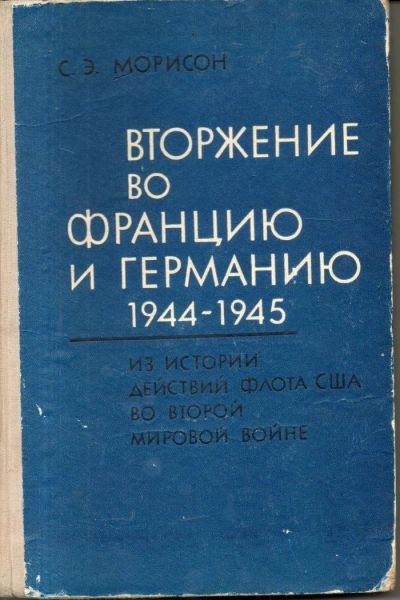 С. Э. МОРИСОН
ВТОРЖЕНИЕ
ВО
ФРАНЦИЮ
И ГЕРМАНИЮ
1944-1945
ИЗ ИСТОРИИ
ДЕЙСТВИЙ ФЛОТА США
ВО ВТОРОЙ
МИРОВОЙ ВОЙНЕ